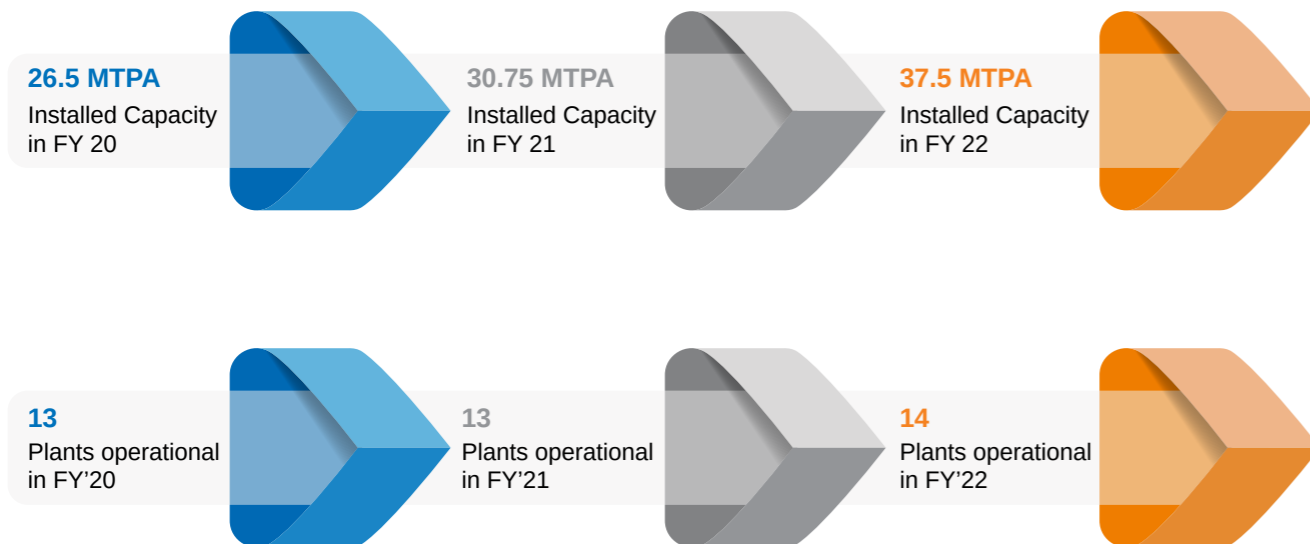 26.5 MTPA
Installed Capacity
in FY 20
30.75 MTPA
Installed Capacity
in FY 21
37.5 MTPA
Installed Capacity
in FY 22
13
Plants operational
in FY’20
13
Plants operational
in FY’21
14
Plants operational
in FY’22